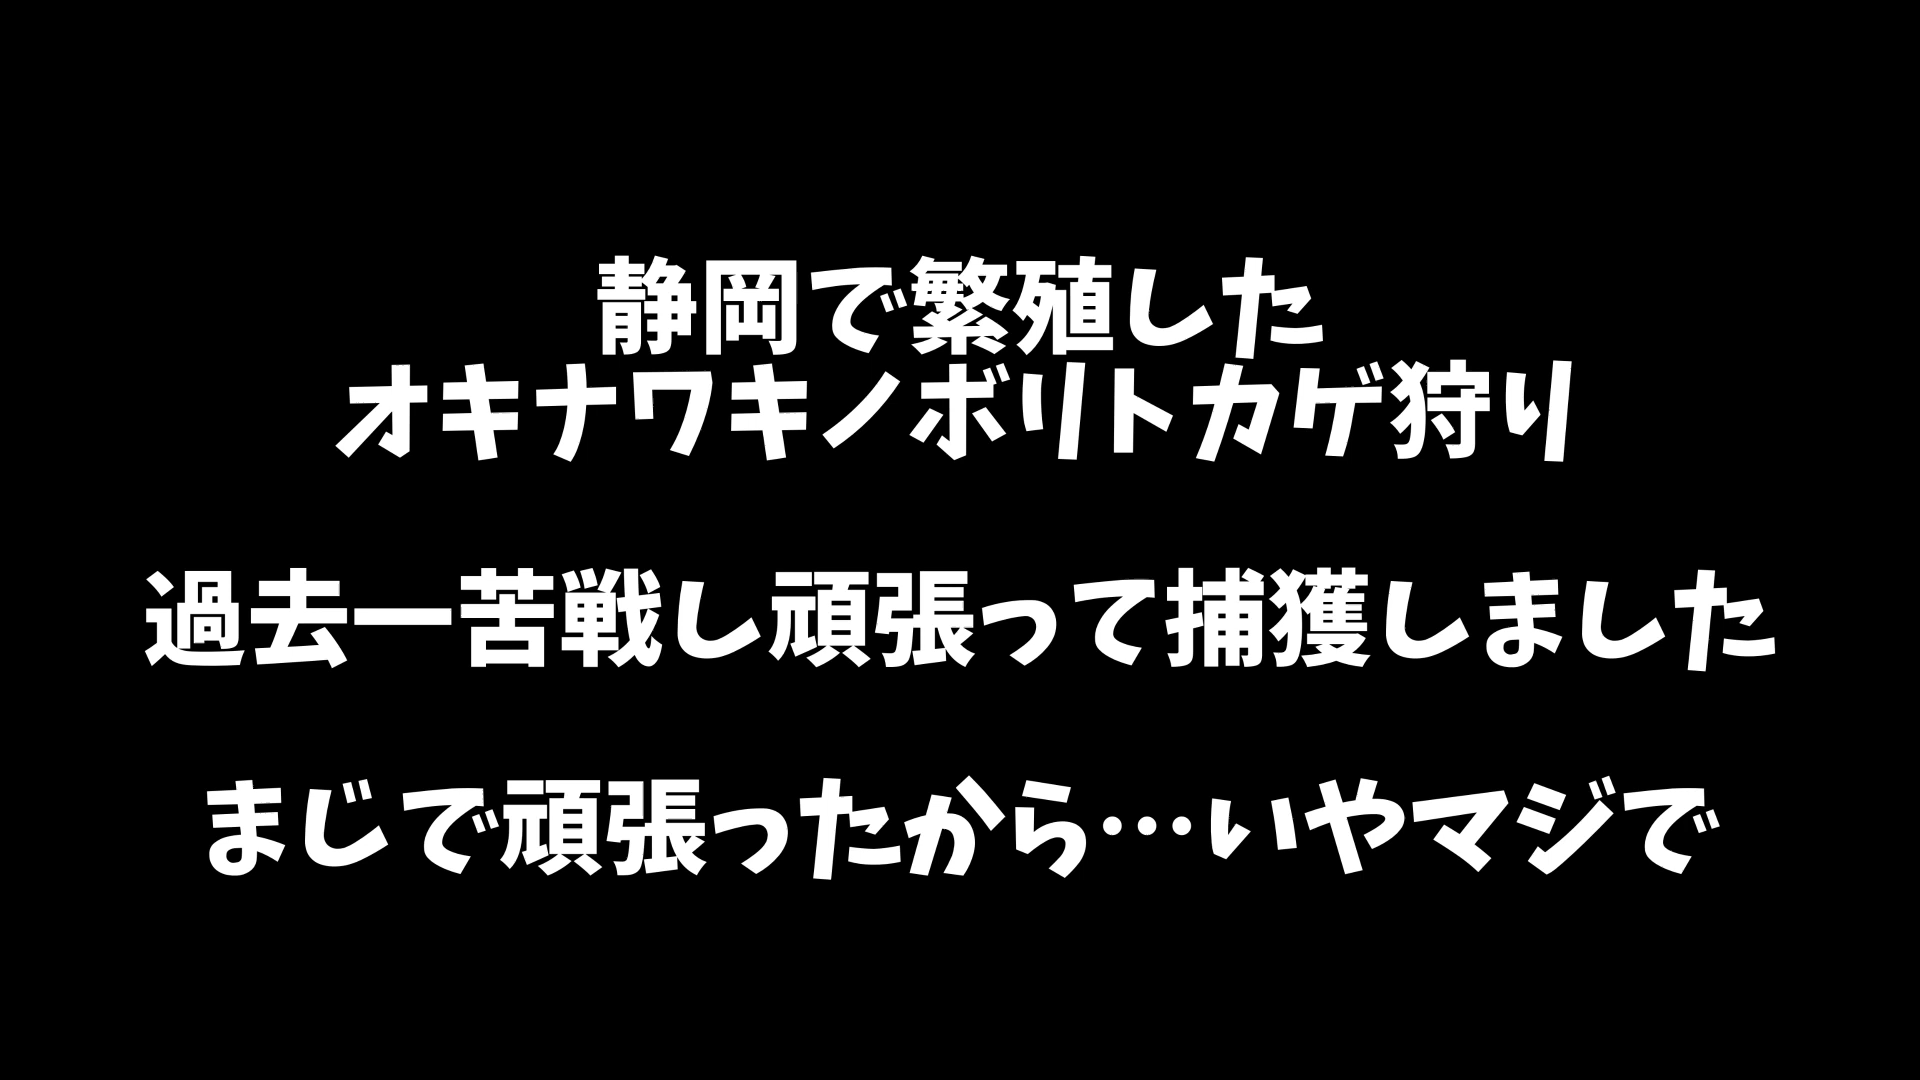 静岡で繁殖した
オキナワキノボリトカゲ狩り
過去一苦戦し頑張って捕獲しました
まじで頑張ったから…いやマジで